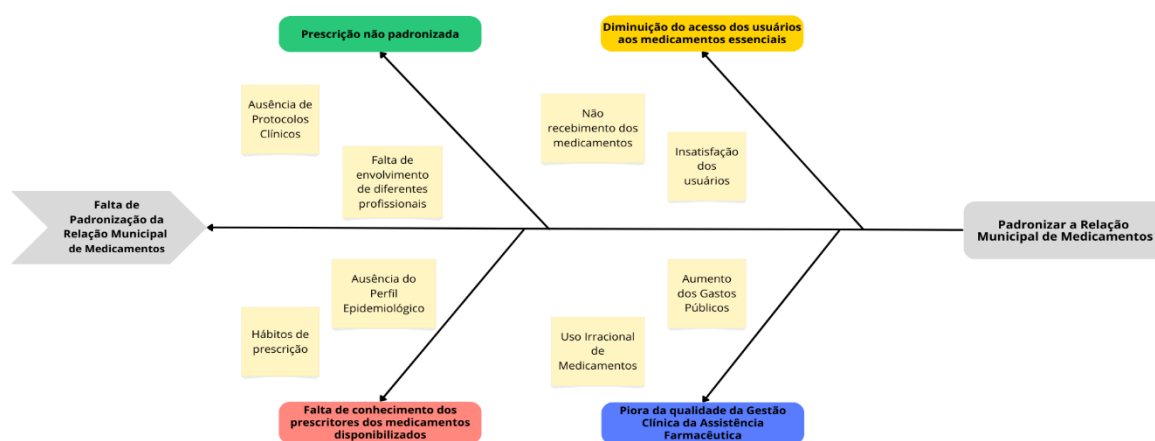 Prescrição não padronizada
Diminuição do acesso dos usuários
aos medicamentos essenciais
Ausência de
Protocolos
Clínicos
Falta de
envolvimento
de diferentes
profissionais
Não
recebimento dos
medicamentos
Insatisfação
dos
usuários
Falta de
Padronização da
Relação Municipal
de Medicamentos
Padronizar a Relação
Municipal de Medicamentos
Ausência do
Perfil
Epidemiológico
Hábitos de
prescrição
Aumento
dos Gastos
Públicos
Uso Irracional
de
Medicamentos
Falta de conhecimento dos
prescritores dos medicamentos
disponibilizados
Piora da qualidade da Gestão
Clínica da Assistência
Farmacêutica